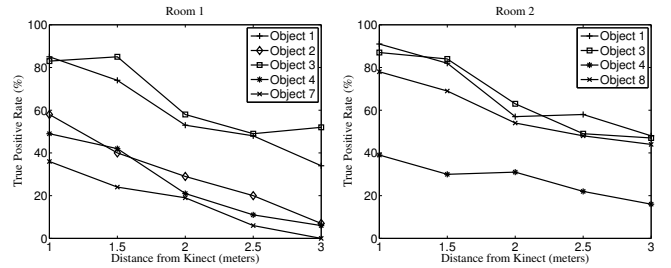 Room 1
True Positive Rate (%)
100
80
60
40
20
0
1
1.5
2
2.5
3
Distance from Kinect (meters)
Object 1
Object 2
Object 3
Object 4
Object 7
Room 2
True Positive Rate (%)
100
80
60
40
20
0
1
1.5
2
2.5
3
Distance from Kinect (meters)
Object 1
Object 3
Object 4
Object 8